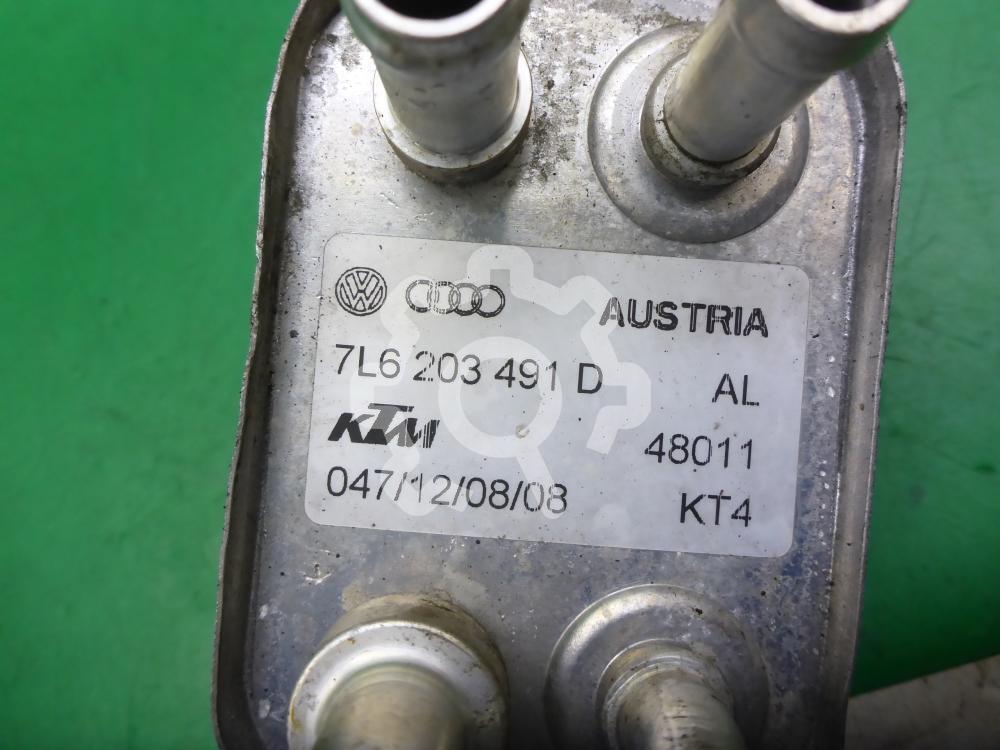 AUSTRIA
7L6 203 491 D AL
KTM 48011
047/12/08/08 KT4